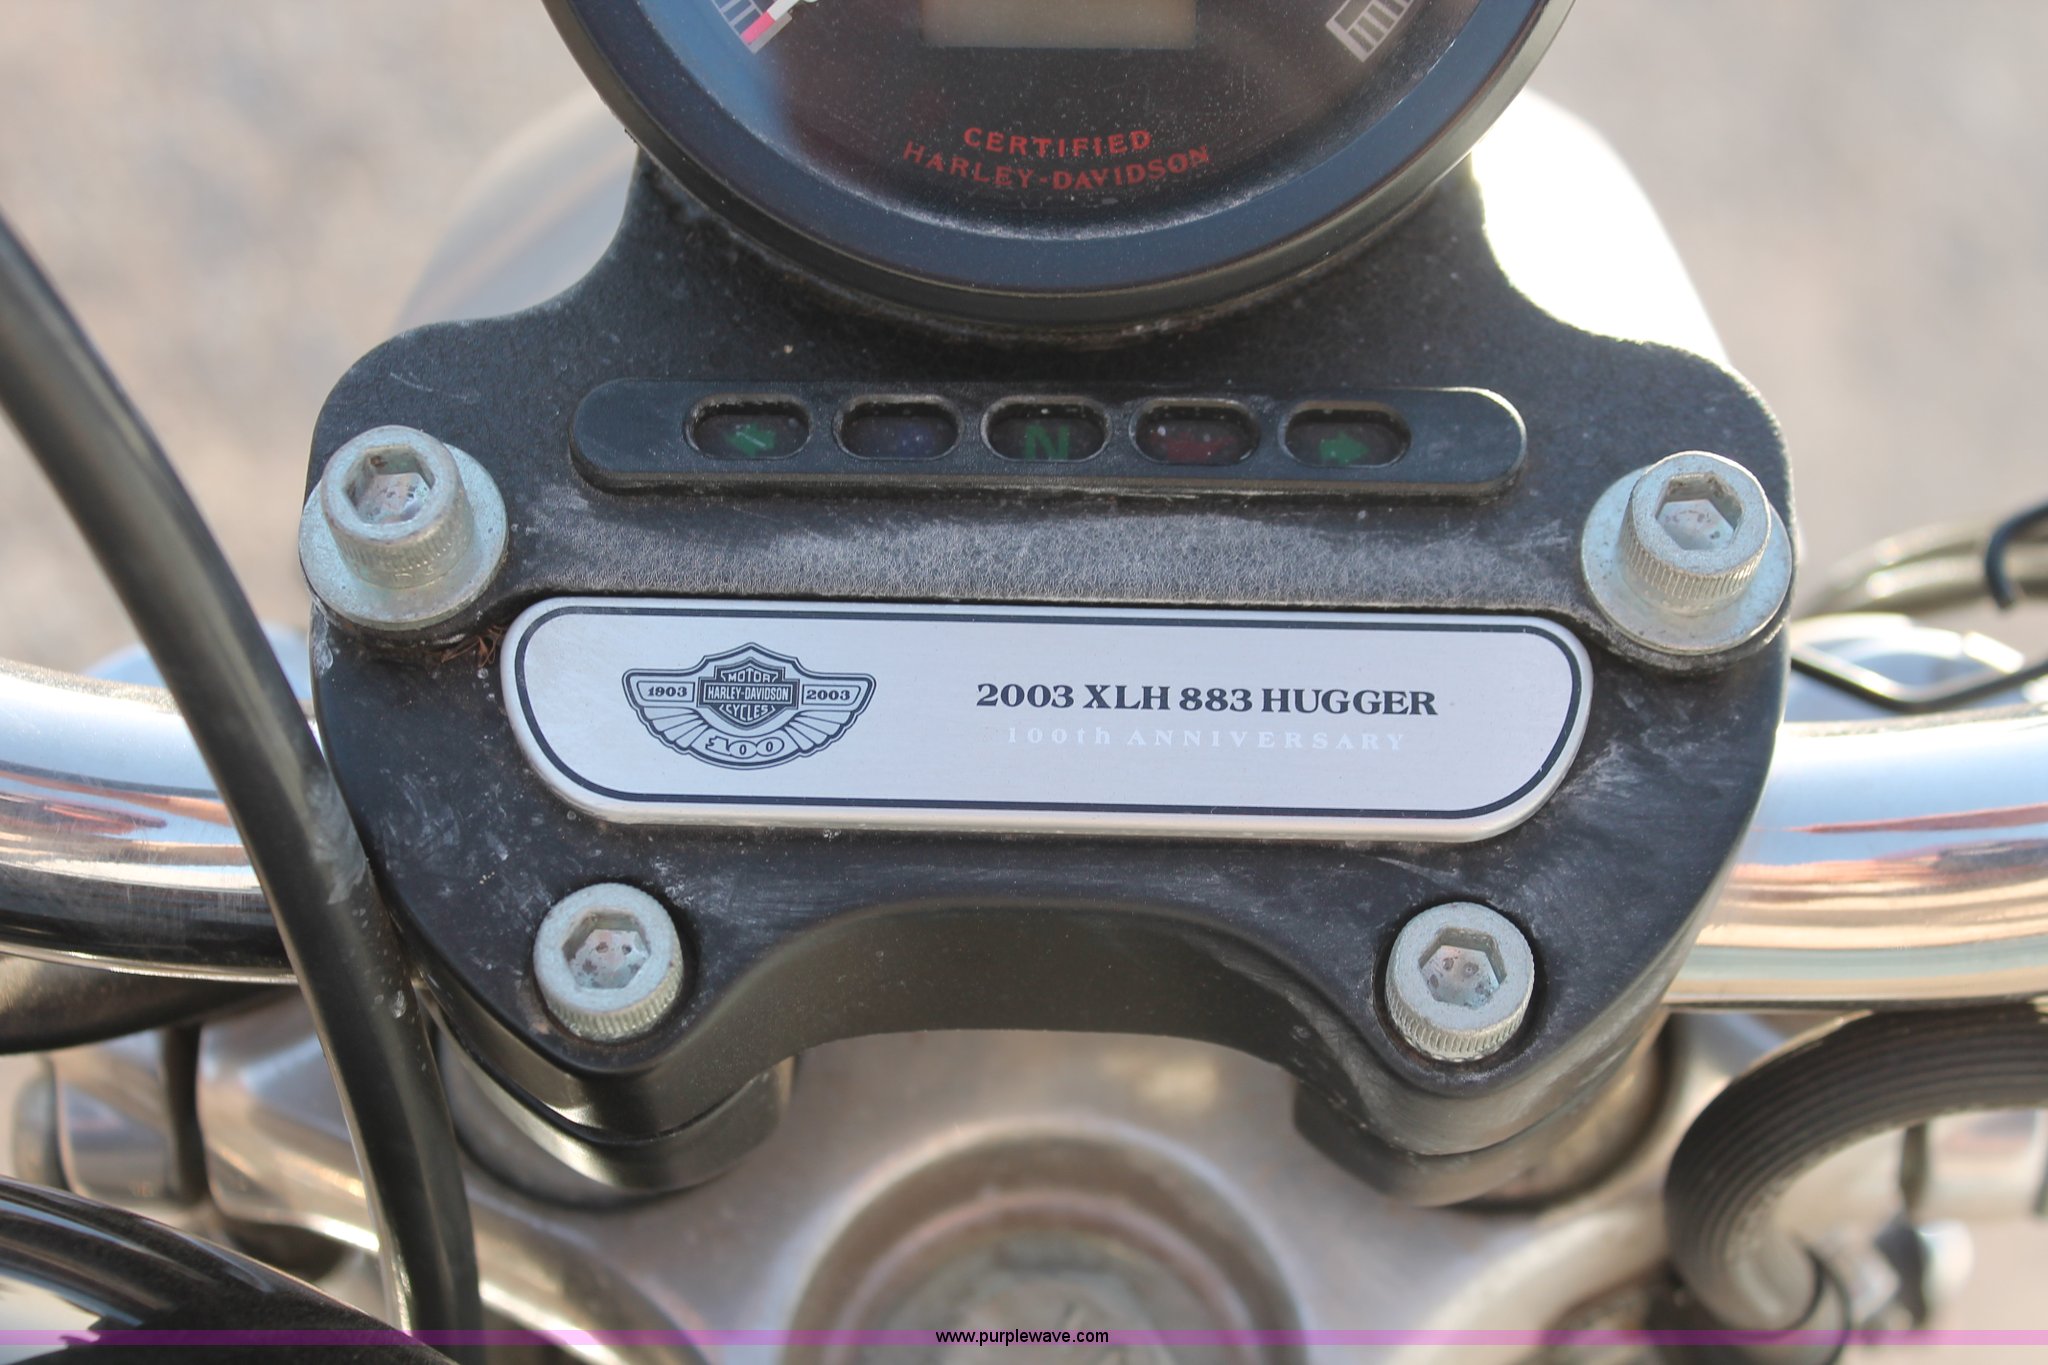 CERTIFIED
HARLEY-DAVIDSON
N
MOTOR
1903 HARLEY-DAVIDSON 2003
CYCLES
100
2003 XLH 883 HUGGER
100th ANNIVERSARY
www.purplewave.com